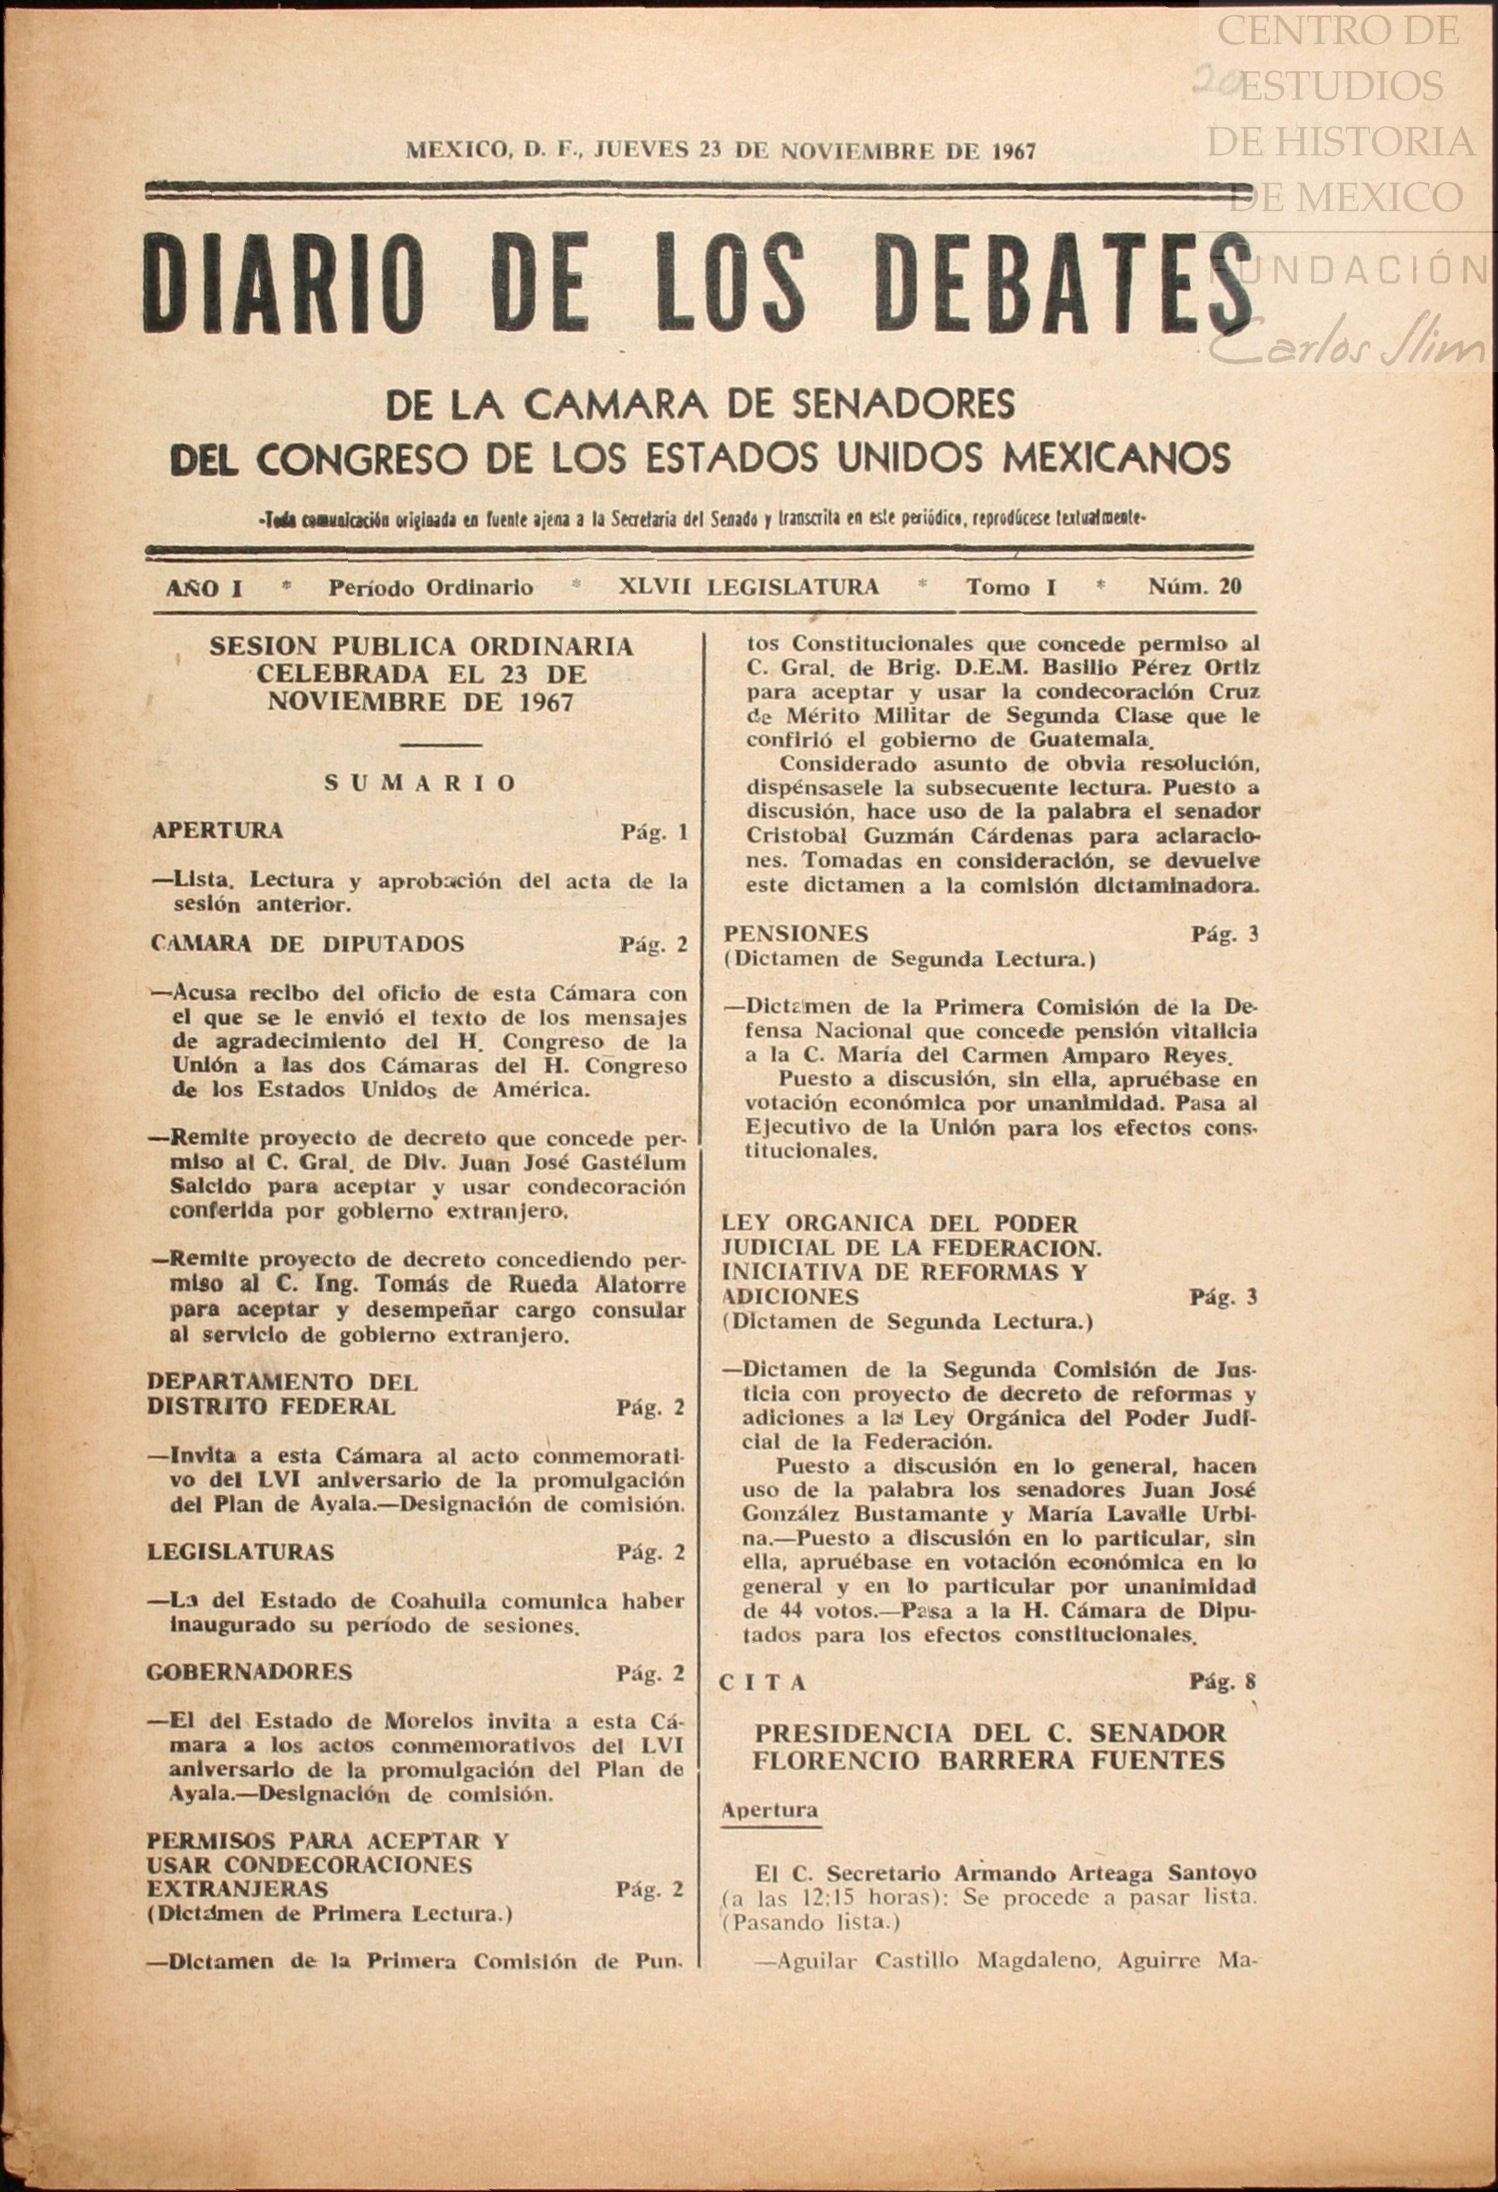 CENTRO DE
ESTUDIOS
DE HISTORIA
DE MEXICO
FUNDACIÓN
Carlos Slim
20
MEXICO, D. F., JUEVES 23 DE NOVIEMBRE DE 1967
DIARIO DE LOS DEBATES
DE LA CAMARA DE SENADORES
DEL CONGRESO DE LOS ESTADOS UNIDOS MEXICANOS
-Toda comunicación originada en fuente ajena a la Secretaría del Senado y transcrita en este periódico, reprodúcese textualmente-
AÑO I * Período Ordinario * XLVII LEGISLATURA * Tomo I * Núm. 20
SESION PUBLICA ORDINARIA
CELEBRADA EL 23 DE
NOVIEMBRE DE 1967
S U M A R I O
APERTURA Pág. 1
—Lista. Lectura y aprobación del acta de la
sesión anterior.
CAMARA DE DIPUTADOS Pág. 2
—Acusa recibo del oficio de esta Cámara con
el que se le envió el texto de los mensajes
de agradecimiento del H. Congreso de la
Unión a las dos Cámaras del H. Congreso
de los Estados Unidos de América.
—Remite proyecto de decreto que concede per-
miso al C. Gral. de Div. Juan José Gastélum
Salcido para aceptar y usar condecoración
conferida por gobierno extranjero.
—Remite proyecto de decreto concediendo per-
miso al C. Ing. Tomás de Rueda Alatorre
para aceptar y desempeñar cargo consular
al servicio de gobierno extranjero.
DEPARTAMENTO DEL
DISTRITO FEDERAL Pág. 2
—Invita a esta Cámara al acto conmemorati-
vo del LVI aniversario de la promulgación
del Plan de Ayala.—Designación de comisión.
LEGISLATURAS Pág. 2
—La del Estado de Coahuila comunica haber
inaugurado su período de sesiones.
GOBERNADORES Pág. 2
—El del Estado de Morelos invita a esta Cá-
mara a los actos conmemorativos del LVI
aniversario de la promulgación del Plan de
Ayala.—Designación de comisión.
PERMISOS PARA ACEPTAR Y
USAR CONDECORACIONES
EXTRANJERAS Pág. 2
(Dictámen de Primera Lectura.)
—Dictamen de la Primera Comisión de Pun-
tos Constitucionales que concede permiso al
C. Gral. de Brig. D.E.M. Basilio Pérez Ortiz
para aceptar y usar la condecoración Cruz
de Mérito Militar de Segunda Clase que le
confirió el gobierno de Guatemala.
Considerado asunto de obvia resolución,
dispénsasele la subsecuente lectura. Puesto a
discusión, hace uso de la palabra el senador
Cristobal Guzmán Cárdenas para aclaracio-
nes. Tomadas en consideración, se devuelve
este dictamen a la comisión dictaminadora.
PENSIONES Pág. 3
(Dictamen de Segunda Lectura.)
—Dictamen de la Primera Comisión de la De-
fensa Nacional que concede pensión vitalicia
a la C. María del Carmen Amparo Reyes.
Puesto a discusión, sin ella, apruébase en
votación económica por unanimidad. Pasa al
Ejecutivo de la Unión para los efectos cons-
titucionales.
LEY ORGANICA DEL PODER
JUDICIAL DE LA FEDERACION.
INICIATIVA DE REFORMAS Y
ADICIONES Pág. 3
(Dictamen de Segunda Lectura.)
—Dictamen de la Segunda Comisión de Jus-
ticia con proyecto de decreto de reformas y
adiciones a la Ley Orgánica del Poder Judi-
cial de la Federación.
Puesto a discusión en lo general, hacen
uso de la palabra los senadores Juan José
González Bustamante y María Lavalle Urbi-
na.—Puesto a discusión en lo particular, sin
ella, apruébase en votación económica en lo
general y en lo particular por unanimidad
de 44 votos.—Pasa a la H. Cámara de Dipu-
tados para los efectos constitucionales.
C I T A Pág. 8
PRESIDENCIA DEL C. SENADOR
FLORENCIO BARRERA FUENTES
Apertura
El C. Secretario Armando Arteaga Santoyo
(a las 12:15 horas): Se procede a pasar lista.
(Pasando lista.)
—Aguilar Castillo Magdaleno, Aguirre Ma-